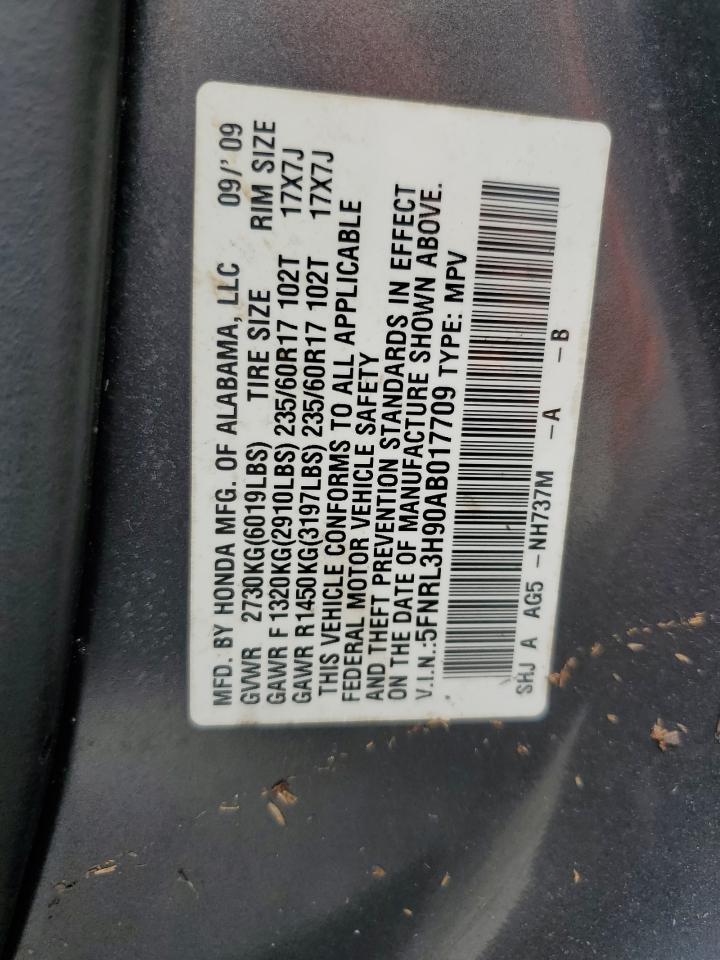 MFD. BY HONDA MFG. OF ALABAMA, LLC 09/' 09
GVWR 2730KG(6019LBS) TIRE SIZE RIM SIZE
GAWR F 1320KG(2910LBS) 235/60R17 102T 17X7J
GAWR R 1450KG(3197LBS) 235/60R17 102T 17X7J
THIS VEHICLE CONFORMS TO ALL APPLICABLE
FEDERAL MOTOR VEHICLE SAFETY
AND THEFT PREVENTION STANDARDS IN EFFECT
ON THE DATE OF MANUFACTURE SHOWN ABOVE.
V.I.N.:5FNRL3H90AB017709 TYPE: MPV
SHJ A AG5 -NH737M -A -B